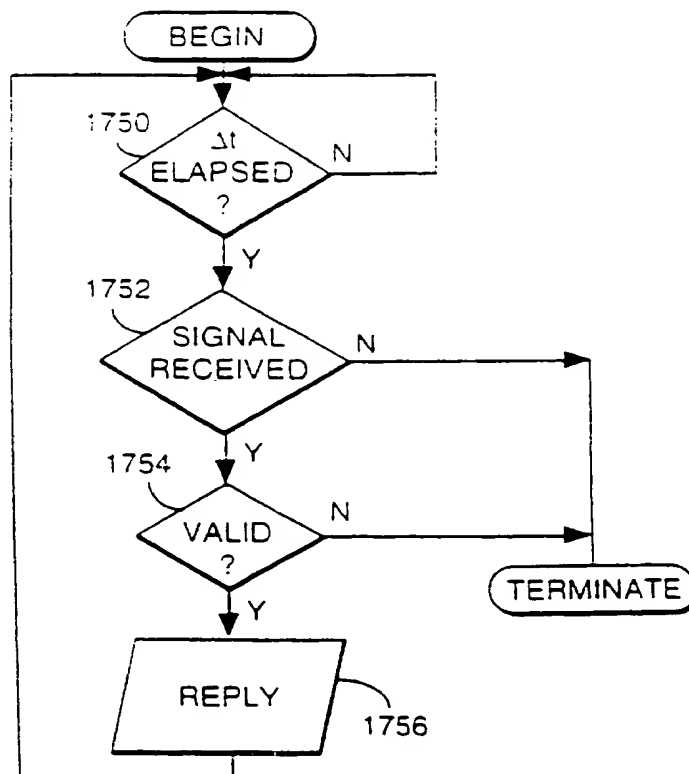 BEGIN
1750
Δt
ELAPSED
?
N
Y
1752
SIGNAL
RECEIVED
N
Y
1754
VALID
?
N
Y
TERMINATE
REPLY
1756